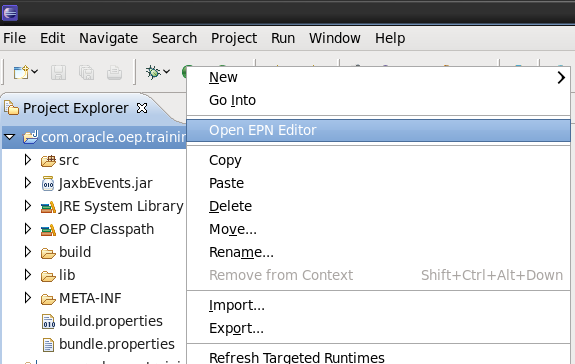 File Edit Navigate Search Project Run Window Help
Project Explorer
com.oracle.oep.trainin
src
JaxbEvents.jar
JRE System Library
OEP Classpath
build
lib
META-INF
build.properties
bundle.properties
New
Go Into
Open EPN Editor
Copy
Paste
Delete
Move...
Rename...
Remove from Context Shift+Ctrl+Alt+Down
Import...
Export...
Refresh Targeted Runtimes